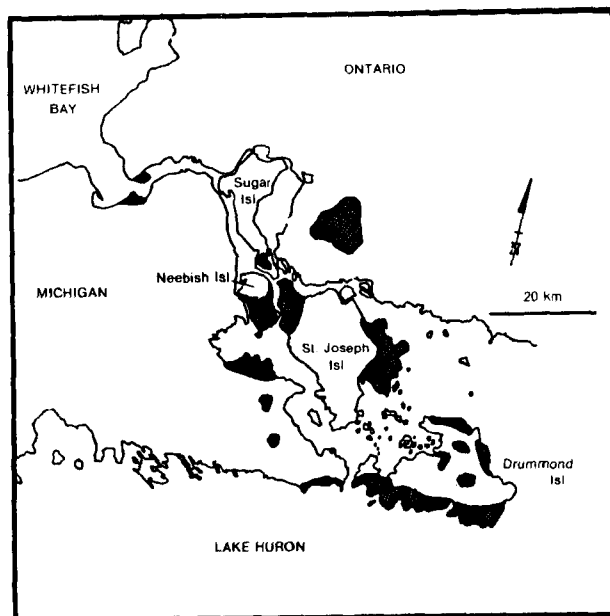 ONTARIO
WHITEFISH
BAY
Sugar
Isl
Neebish Isl
MICHIGAN
20 km
St. Joseph
Isl
Drummond
Isl
LAKE HURON